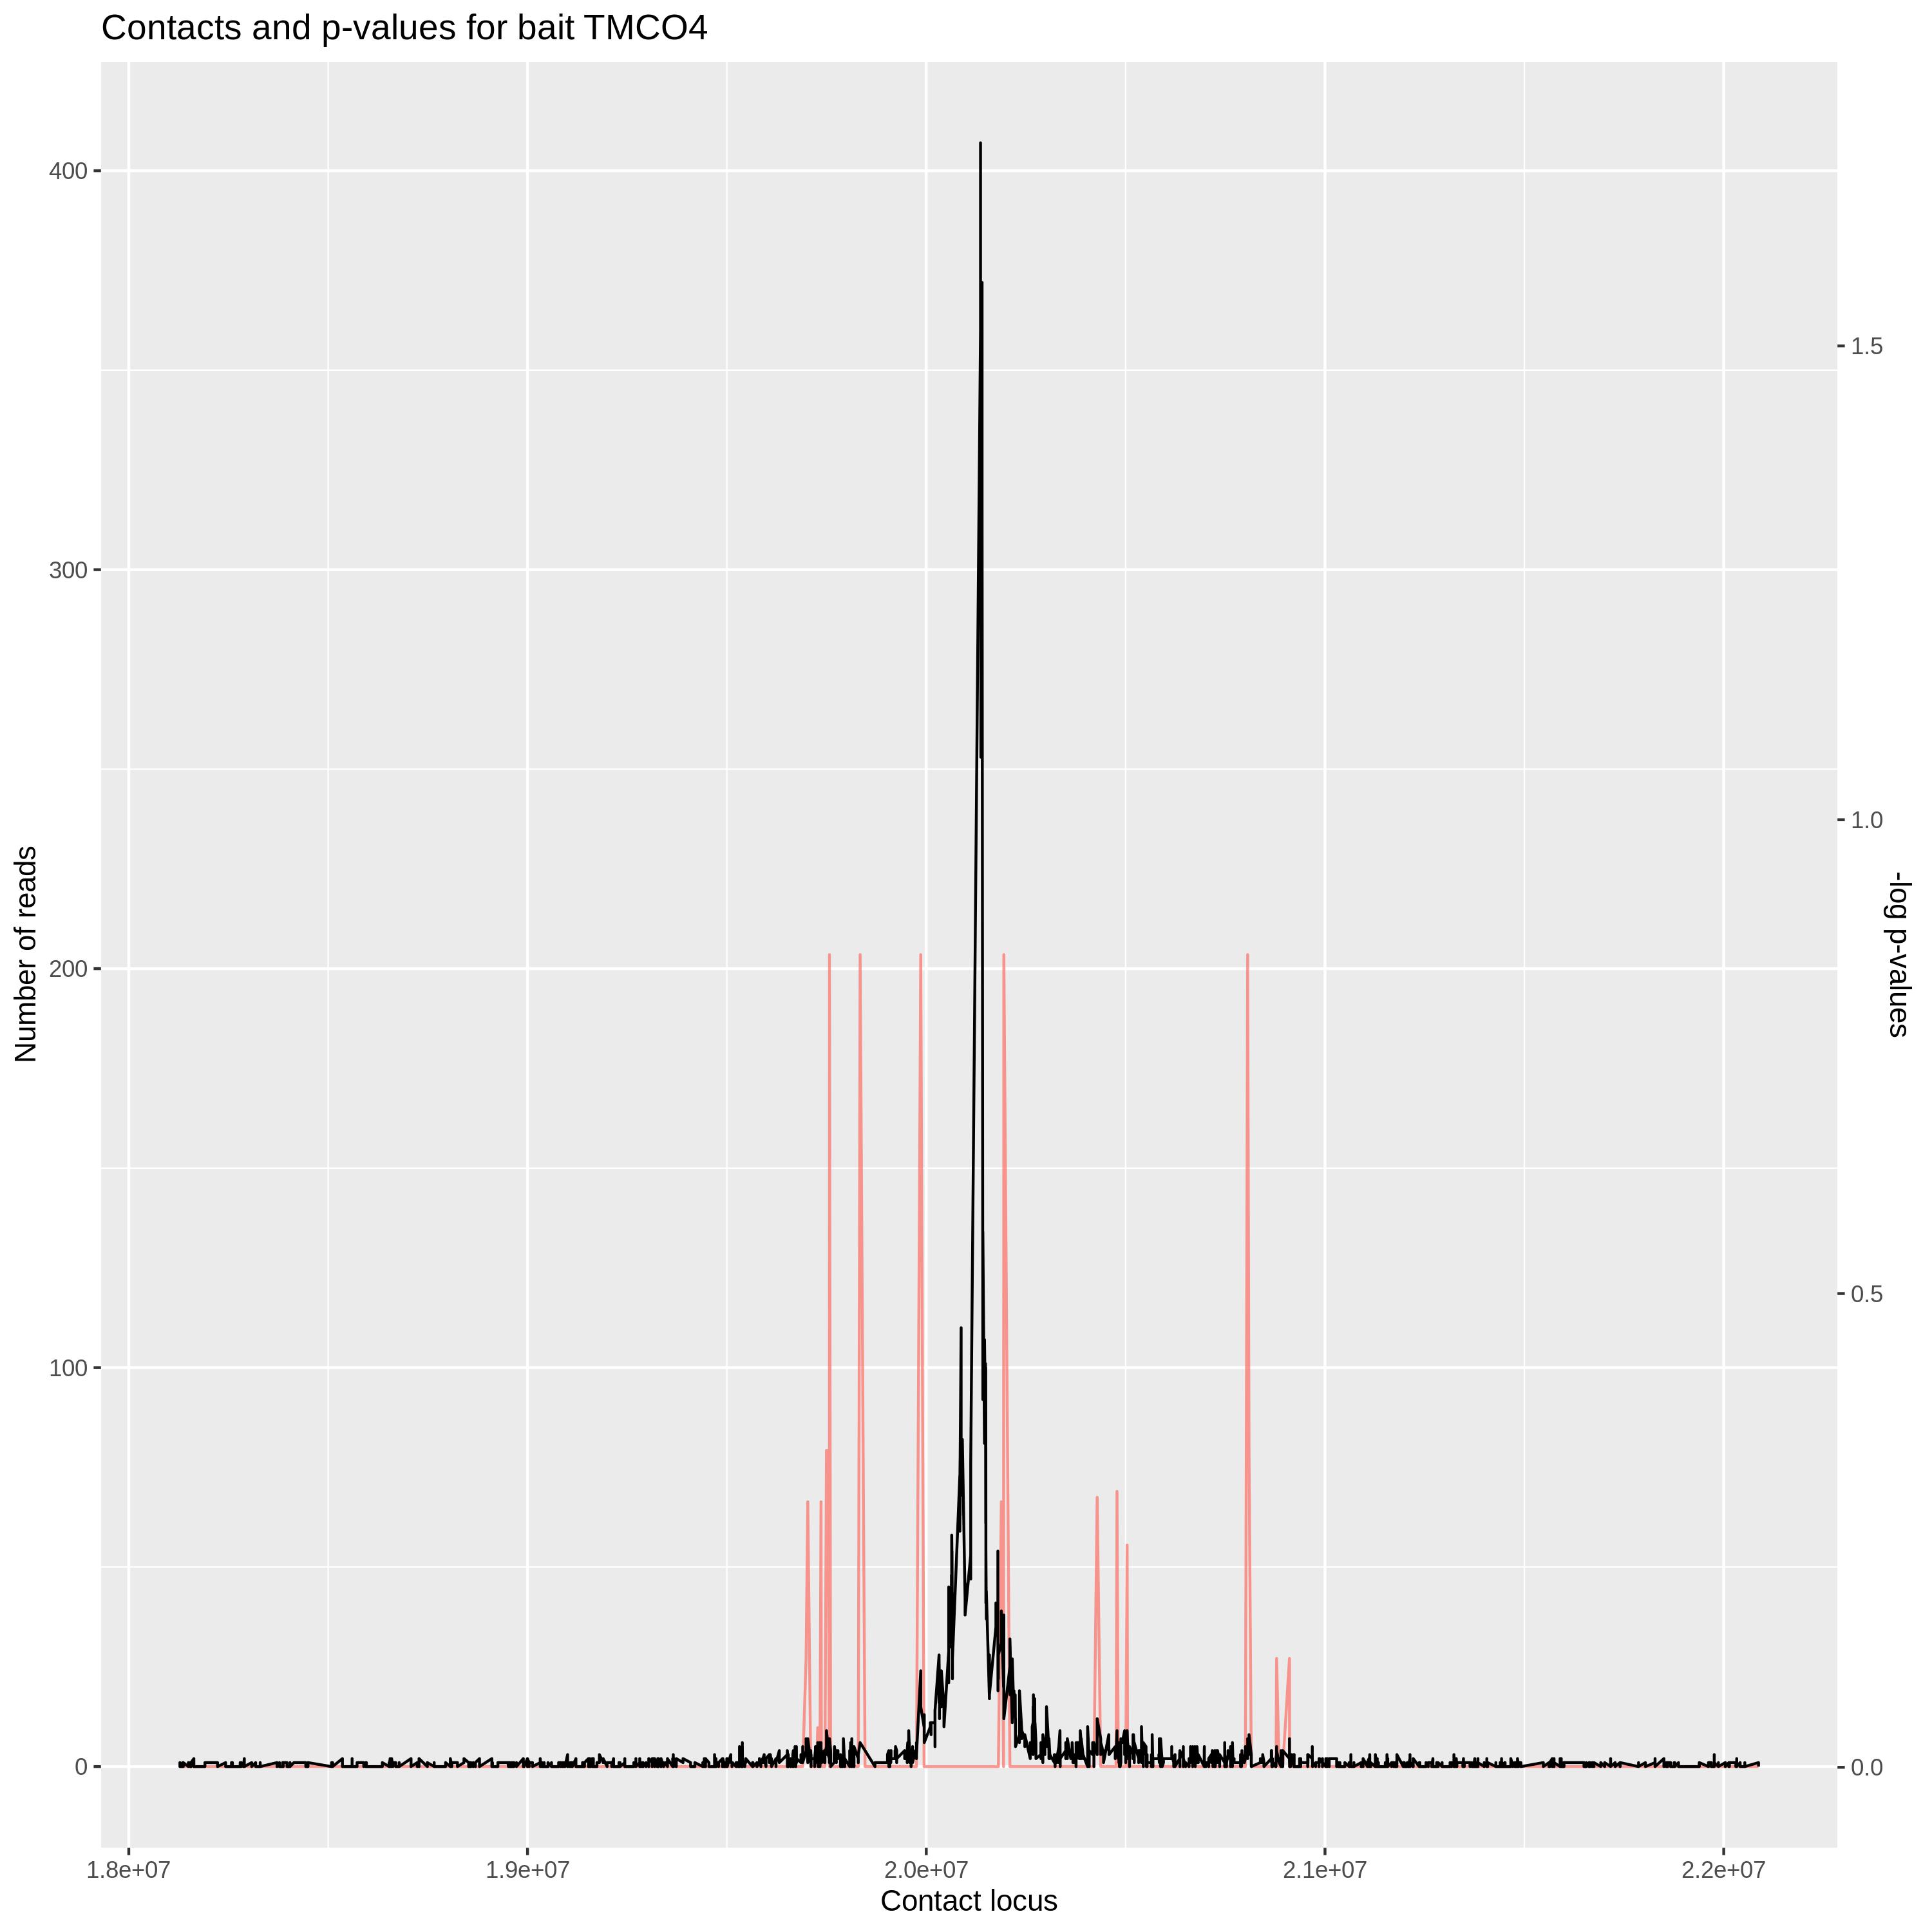 Contacts and p-values for bait TMCO4
400
300
200
100
0
Number of reads
1.5
1.0
0.5
0.0
-log p-values
1.8e+07
1.9e+07
2.0e+07
2.1e+07
2.2e+07
Contact locus